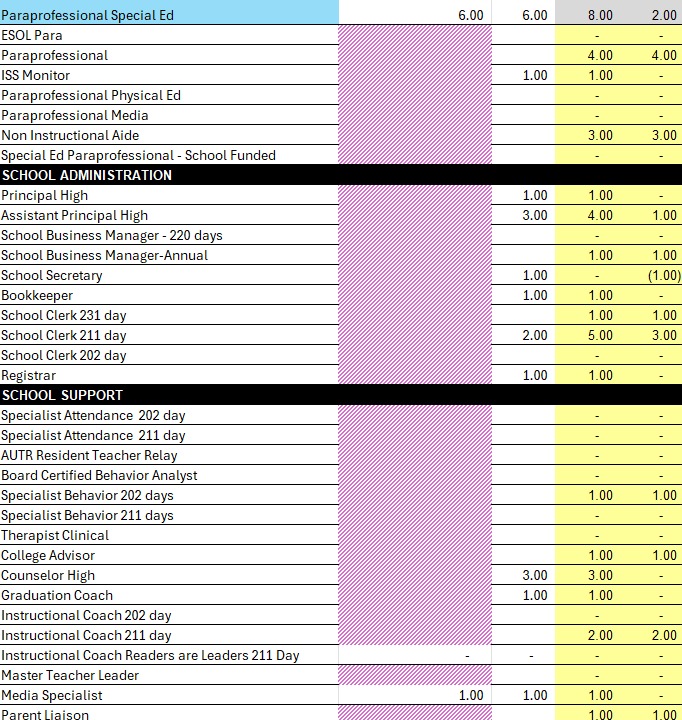 Paraprofessional Special Ed 6.00 6.00 8.00 2.00
ESOL Para - -
Paraprofessional 4.00 4.00
ISS Monitor 1.00 1.00 -
Paraprofessional Physical Ed - -
Paraprofessional Media - -
Non Instructional Aide 3.00 3.00
Special Ed Paraprofessional - School Funded - -
SCHOOL ADMINISTRATION
Principal High 1.00 1.00 -
Assistant Principal High 3.00 4.00 1.00
School Business Manager - 220 days - -
School Business Manager-Annual 1.00 1.00
School Secretary 1.00 - (1.00)
Bookkeeper 1.00 1.00 -
School Clerk 231 day 1.00 1.00
School Clerk 211 day 2.00 5.00 3.00
School Clerk 202 day - -
Registrar 1.00 1.00 -
SCHOOL SUPPORT
Specialist Attendance 202 day - -
Specialist Attendance 211 day - -
AUTR Resident Teacher Relay - -
Board Certified Behavior Analyst - -
Specialist Behavior 202 days 1.00 1.00
Specialist Behavior 211 days - -
Therapist Clinical - -
College Advisor 1.00 1.00
Counselor High 3.00 3.00 -
Graduation Coach 1.00 1.00 -
Instructional Coach 202 day - -
Instructional Coach 211 day 2.00 2.00
Instructional Coach Readers are Leaders 211 Day - - - -
Master Teacher Leader - -
Media Specialist 1.00 1.00 1.00 -
Parent Liaison 1.00 1.00